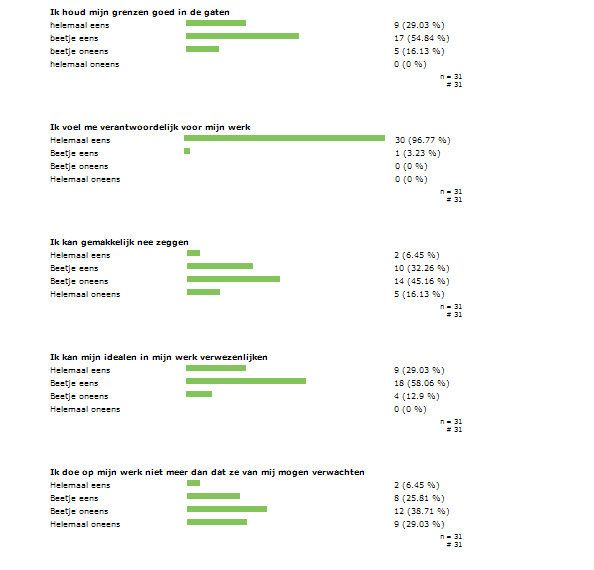 Ik houd mijn grenzen goed in de gaten
helemaal eens 9 (29.03 %)
beetje eens 17 (54.84 %)
beetje oneens 5 (16.13 %)
helemaal oneens 0 (0 %)
n = 31
# 31
Ik voel me verantwoordelijk voor mijn werk
Helemaal eens 30 (96.77 %)
Beetje eens 1 (3.23 %)
Beetje oneens 0 (0 %)
Helemaal oneens 0 (0 %)
n = 31
# 31
Ik kan gemakkelijk nee zeggen
Helemaal eens 2 (6.45 %)
Beetje eens 10 (32.26 %)
Beetje oneens 14 (45.16 %)
Helemaal oneens 5 (16.13 %)
n = 31
# 31
Ik kan mijn idealen in mijn werk verwezenlijken
Helemaal eens 9 (29.03 %)
Beetje eens 18 (58.06 %)
Beetje oneens 4 (12.9 %)
Helemaal oneens 0 (0 %)
n = 31
# 31
Ik doe op mijn werk niet meer dan dat ze van mij mogen verwachten
Helemaal eens 2 (6.45 %)
Beetje eens 8 (25.81 %)
Beetje oneens 12 (38.71 %)
Helemaal oneens 9 (29.03 %)
n = 31
# 31